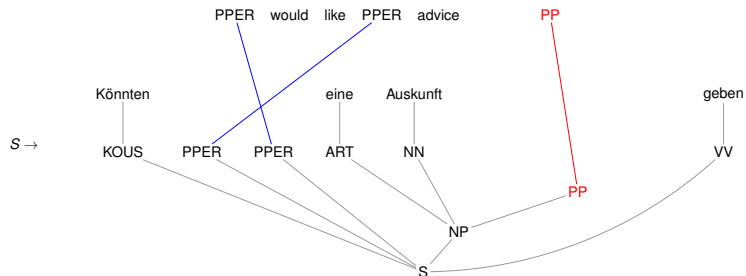 PPER would like PPER advice PP
Könnten eine Auskunft geben
S → KOUS PPER PPER ART NN VV
PP
NP
S